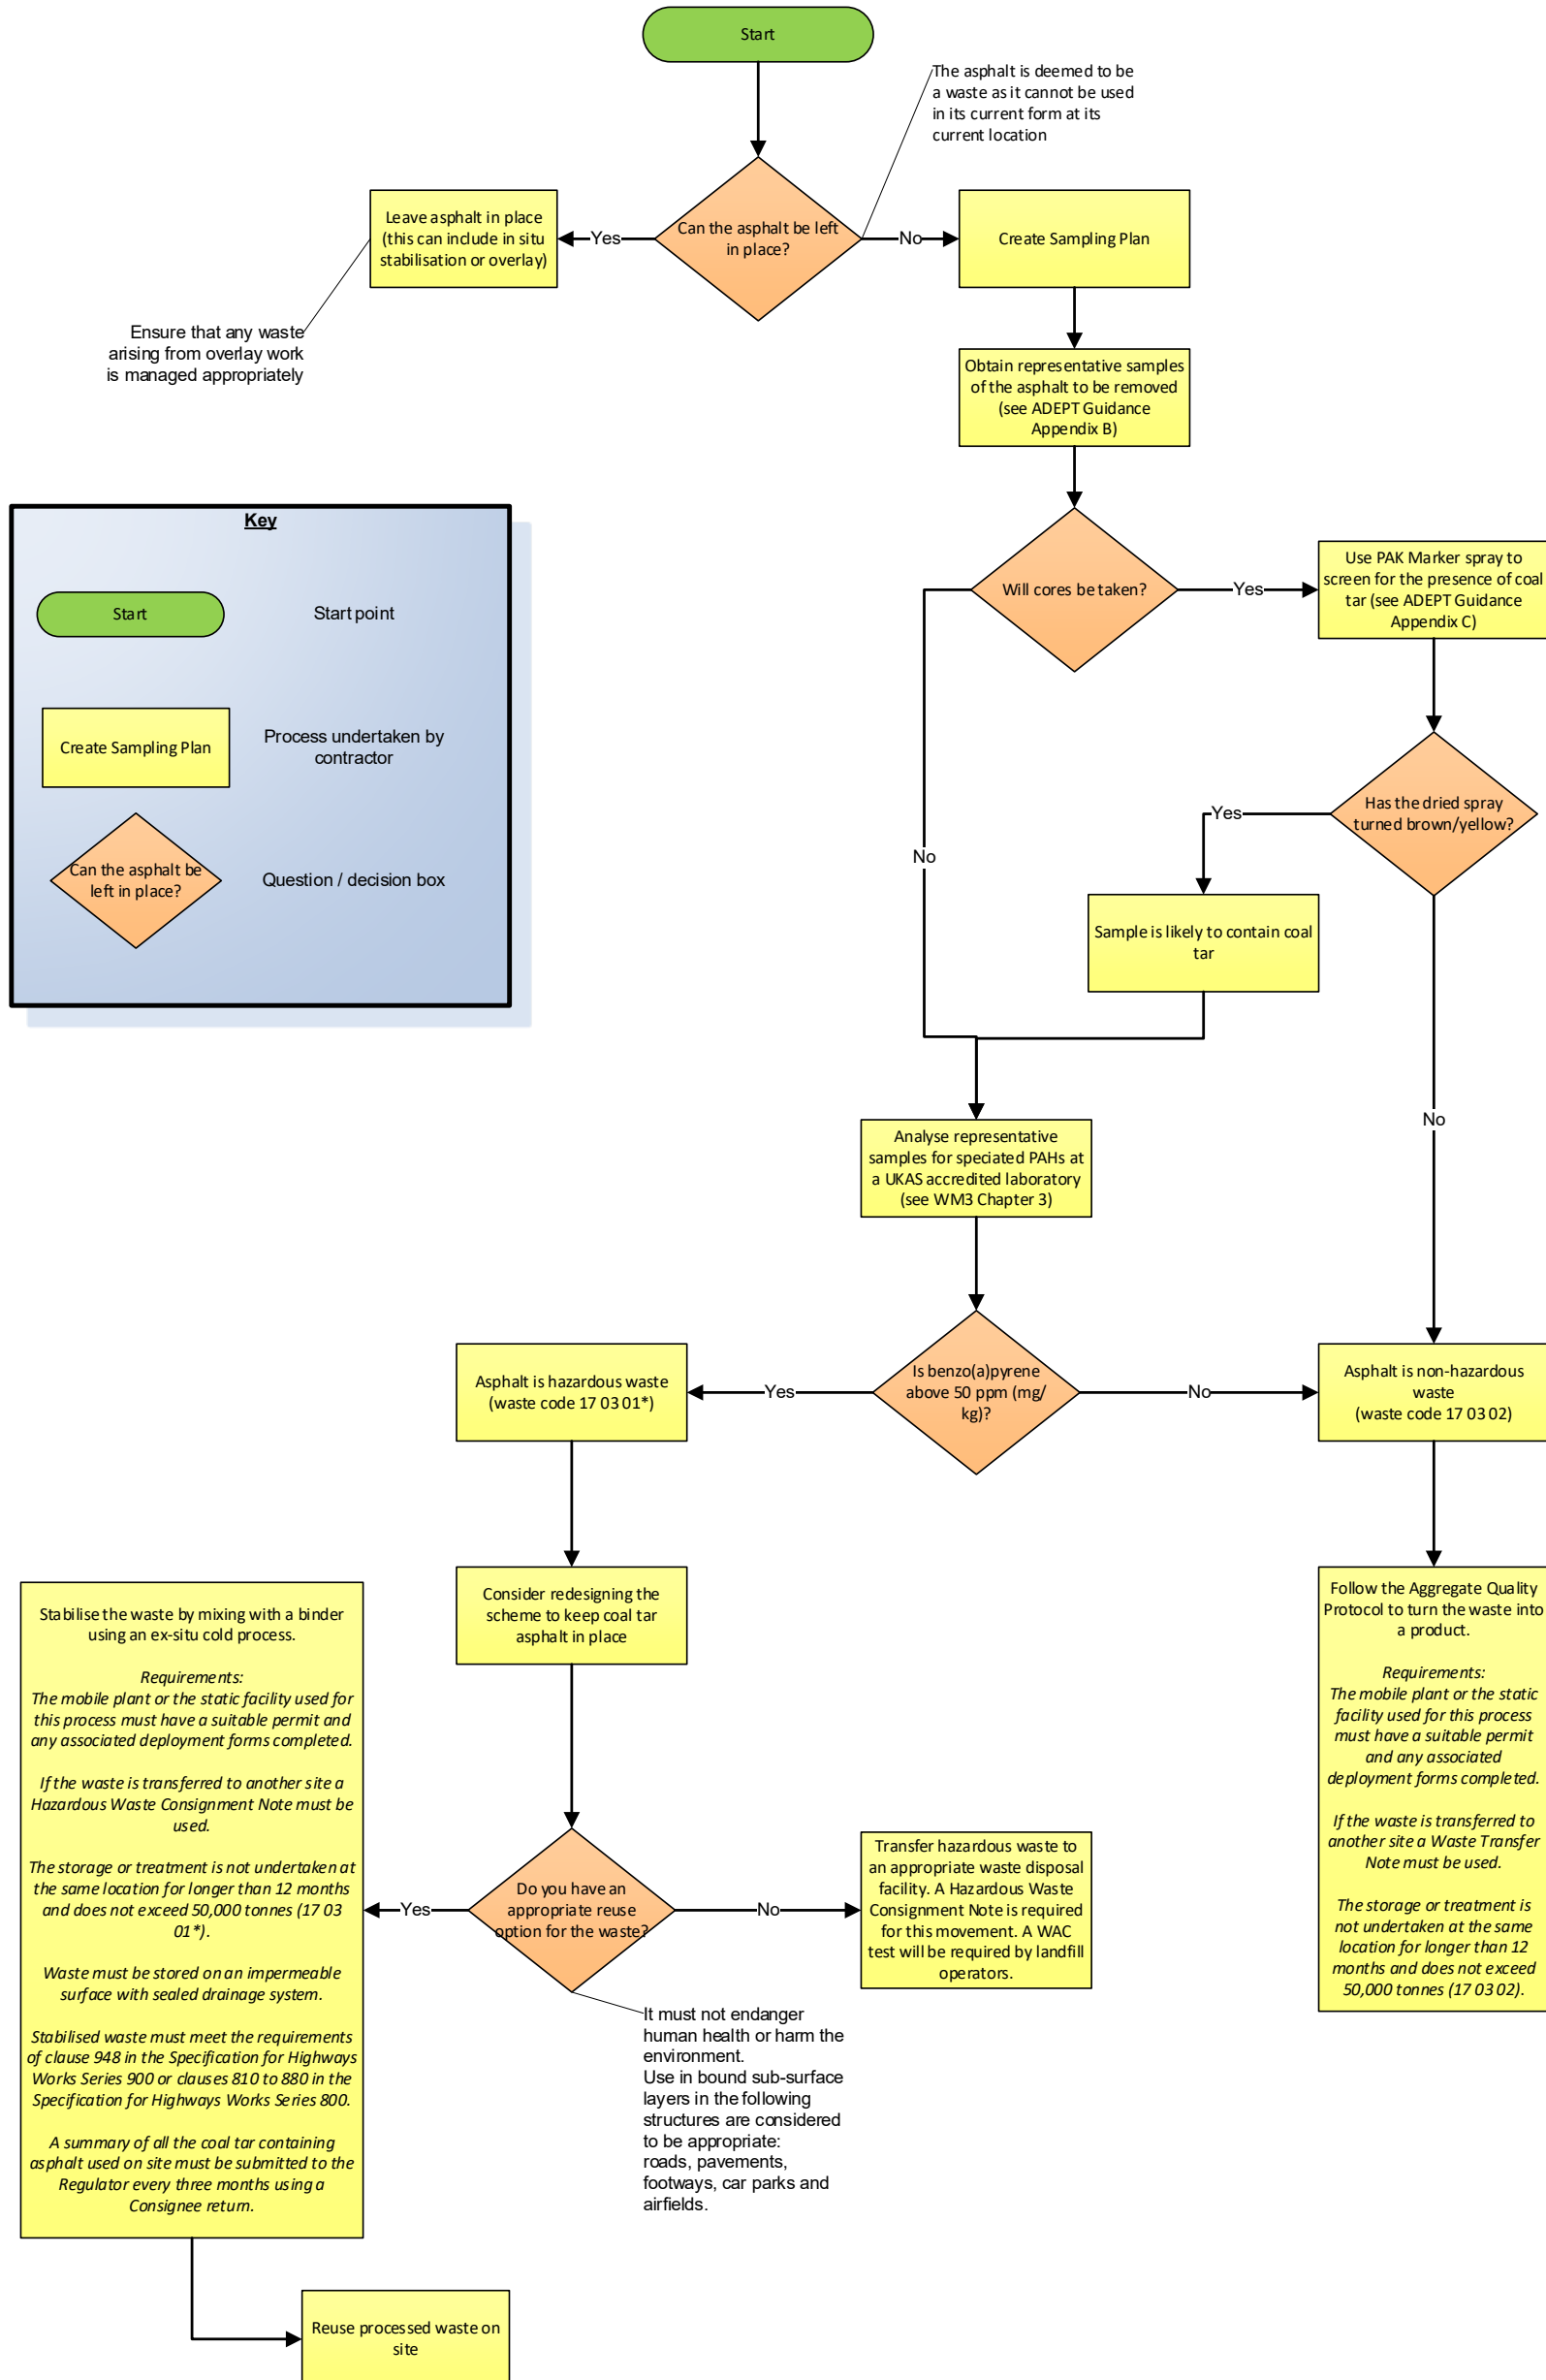 Start
The asphalt is deemed to be
a waste as it cannot be used
in its current form at its
current location
Leave asphalt in place
(this can include in situ
stabilisation or overlay)
Yes
Can the asphalt be left
in place?
No
Create Sampling Plan
Ensure that any waste
arising from overlay work
is managed appropriately
Obtain representative samples
of the asphalt to be removed
(see ADEPT Guidance
Appendix B)
Key
Start
Start point
Create Sampling Plan
Process undertaken by
contractor
Can the asphalt be
left in place?
Question / decision box
Will cores be taken?
Yes
Use PAK Marker spray to
screen for the presence of coal
tar (see ADEPT Guidance
Appendix C)
No
Has the dried spray
turned brown/yellow?
Yes
Sample is likely to contain coal
tar
No
Analyse representative
samples for speciated PAHs at
a UKAS accredited laboratory
(see WM3 Chapter 3)
Is benzo(a)pyrene
above 50 ppm (mg/
kg)?
Yes
Asphalt is hazardous waste
(waste code 17 03 01*)
No
Asphalt is non-hazardous
waste
(waste code 17 03 02)
Consider redesigning the
scheme to keep coal tar
asphalt in place
Follow the Aggregate Quality
Protocol to turn the waste into
a product.
Requirements:
The mobile plant or the static
facility used for this process
must have a suitable permit
and any associated
deployment forms completed.
If the waste is transferred to
another site a Waste Transfer
Note must be used.
The storage or treatment is
not undertaken at the same
location for longer than 12
months and does not exceed
50,000 tonnes (17 03 02).
Do you have an
appropriate reuse
option for the waste?
No
Transfer hazardous waste to
an appropriate waste disposal
facility. A Hazardous Waste
Consignment Note is required
for this movement. A WAC
test will be required by landfill
operators.
It must not endanger
human health or harm the
environment.
Use in bound sub-surface
layers in the following
structures are considered
to be appropriate:
roads, pavements,
footways, car parks and
airfields.
Yes
Stabilise the waste by mixing with a binder
using an ex-situ cold process.
Requirements:
The mobile plant or the static facility used for
this process must have a suitable permit and
any associated deployment forms completed.
If the waste is transferred to another site a
Hazardous Waste Consignment Note must be
used.
The storage or treatment is not undertaken at
the same location for longer than 12 months
and does not exceed 50,000 tonnes (17 03
01*).
Waste must be stored on an impermeable
surface with sealed drainage system.
Stabilised waste must meet the requirements
of clause 948 in the Specification for Highways
Works Series 900 or clauses 810 to 880 in the
Specification for Highways Works Series 800.
A summary of all the coal tar containing
asphalt used on site must be submitted to the
Regulator every three months using a
Consignee return.
Reuse processed waste on
site